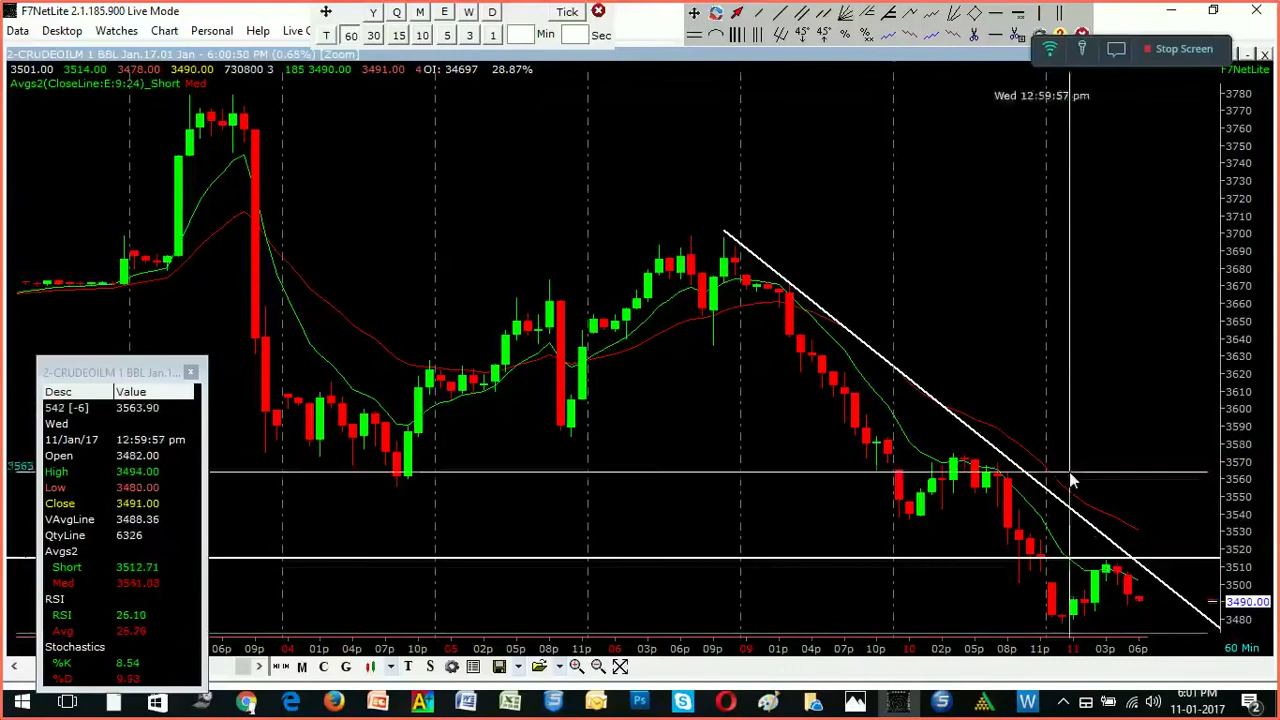 F7NetLite 2.1.185.900 Live Mode
Y Q M E W D Tick
Data Desktop Watches Chart Personal Help Live
T 60 30 15 10 5 3 1 Min Sec
Stop Screen
2-CRUDEOILM 1 BBL Jan.17.01 Jan - 6:00:30 PM (0.68%) [Zoom]
3501.00 3514.00 3478.00 3490.00 730800 3 185 3490.00 3491.00 4 OI: 34697 28.87% F7NetLite
Avgs2(CloseLine:E:9:24)_Short Med
Wed 12:59:57 pm
3780
3770
3760
3750
3740
3730
3720
3710
3700
3690
3680
3670
3660
3650
3640
3630
3620
3610
3600
3590
3580
3570
3560
3550
3540
3530
3520
3510
3500
3490.00
3480
3565
2-CRUDEOILM 1 BBL Jan.1... x
Desc Value
542 [-6] 3563.90
Wed
11/Jan/17 12:59:57 pm
Open 3482.00
High 3494.00
Low 3480.00
Close 3491.00
VAvgLine 3488.36
QtyLine 6326
Avgs2
Short 3512.71
Med
RSI
RSI 26.10
Avg 26.76
Stochastics
%K 8.54
%D 9.53
06p 09p 04 06p 08p 10p 05 03p 05p 08p 10p 06 03p 07p 09p 09 02p 05p 07p 10p 10 02p 06p 08p 11p 11 03p 06p 60 Min
M C G T S
6:01 PM
11-01-2017